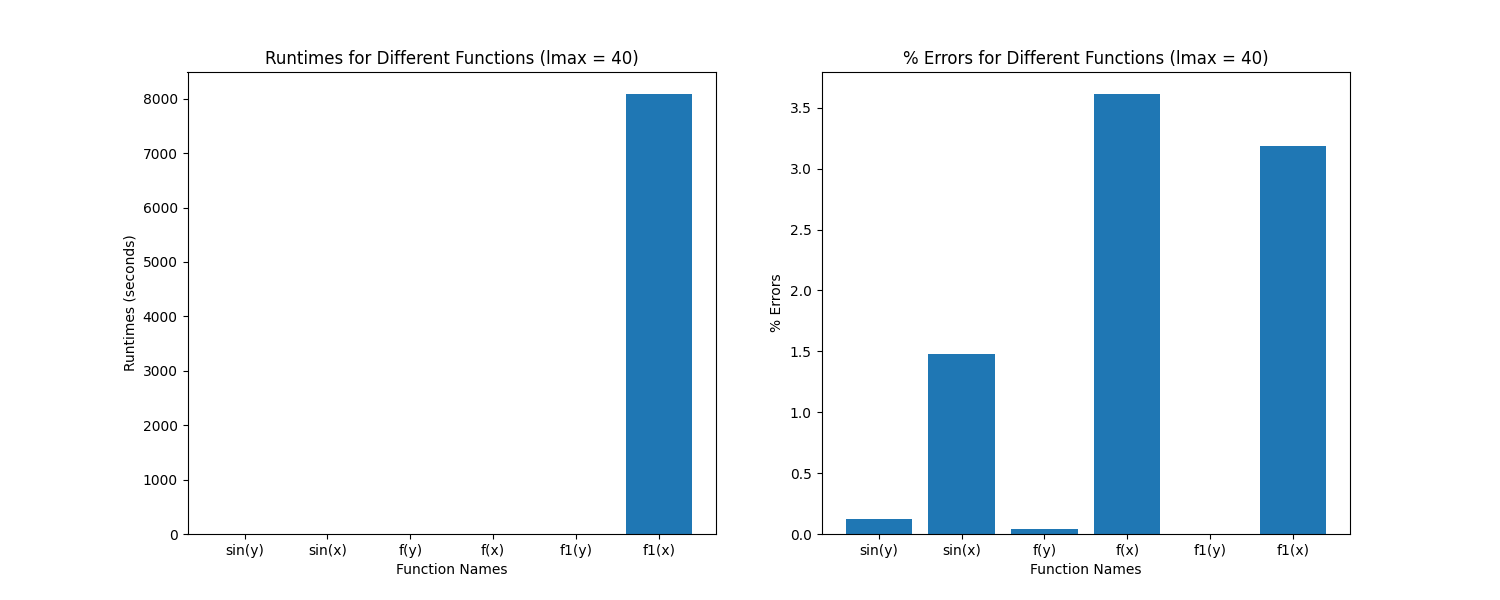 Runtimes for Different Functions (lmax = 40)
8000
7000
6000
5000
4000
3000
2000
1000
0
Runtimes (seconds)
sin(y) sin(x) f(y) f(x) f1(y) f1(x)
Function Names
% Errors for Different Functions (lmax = 40)
3.5
3.0
2.5
2.0
1.5
1.0
0.5
0.0
% Errors
sin(y) sin(x) f(y) f(x) f1(y) f1(x)
Function Names